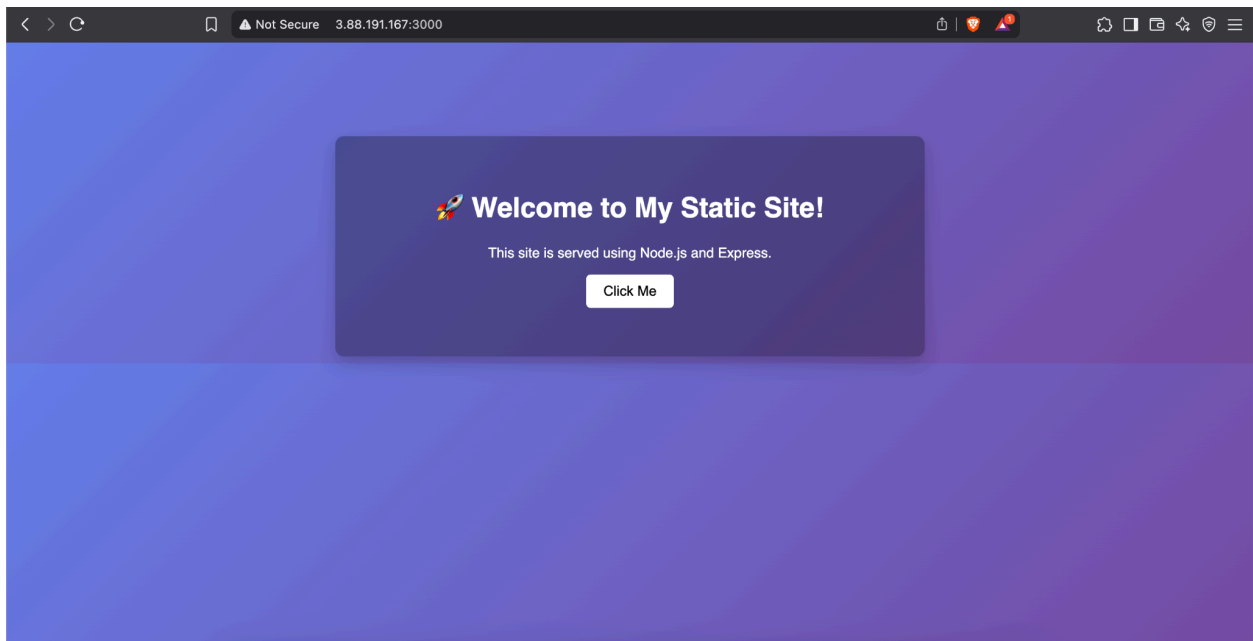 Not Secure 3.88.191.167:3000
1
🚀 Welcome to My Static Site!
This site is served using Node.js and Express.
Click Me